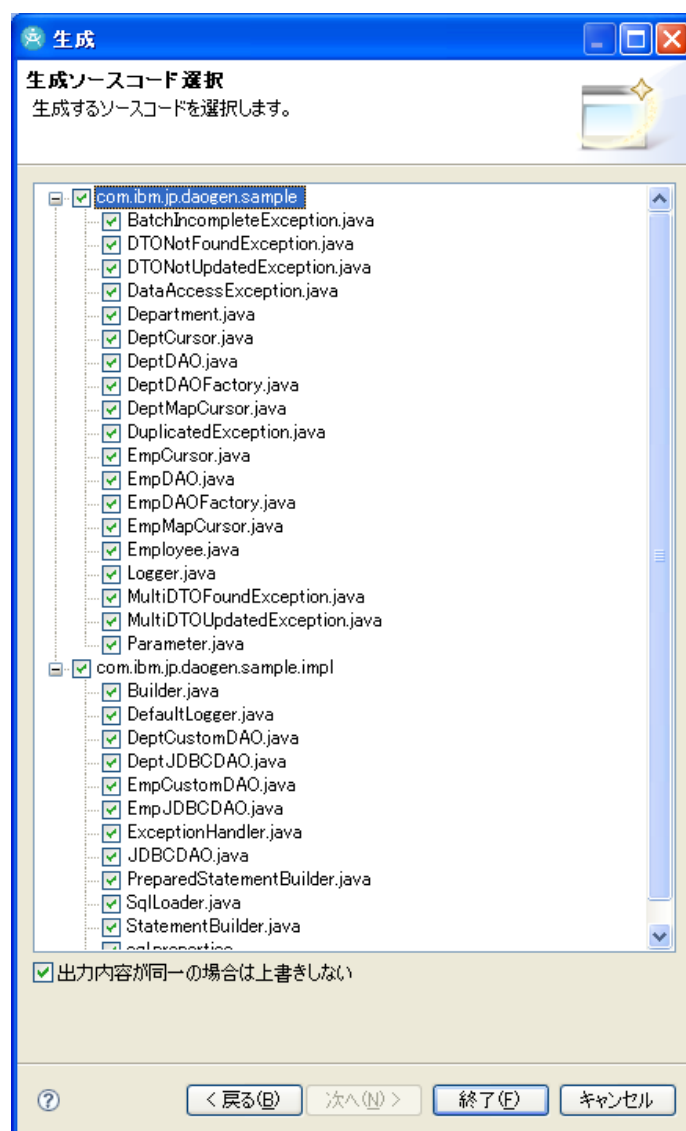 生成
生成ソースコード選択
生成するソースコードを選択します。
com.ibm.jp.daogen.sample
BatchIncompleteException.java
DTONotFoundException.java
DTONotUpdatedException.java
DataAccessException.java
Department.java
DeptCursor.java
DeptDAO.java
DeptDAOFactory.java
DeptMapCursor.java
DuplicatedException.java
EmpCursor.java
EmpDAO.java
EmpDAOFactory.java
EmpMapCursor.java
Employee.java
Logger.java
MultiDTOFoundException.java
MultiDTOUpdatedException.java
Parameter.java
com.ibm.jp.daogen.sample.impl
Builder.java
DefaultLogger.java
DeptCustomDAO.java
DeptJDBCDAO.java
EmpCustomDAO.java
EmpJDBCDAO.java
ExceptionHandler.java
JDBCDAO.java
PreparedStatementBuilder.java
SqlLoader.java
StatementBuilder.java
出力内容が同一の場合は上書きしない
< 戻る(B) 次へ(N) > 終了(F) キャンセル